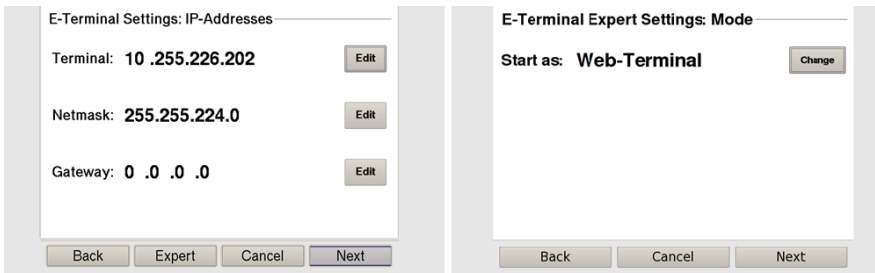 E-Terminal Settings: IP-Addresses
Terminal: 10 .255.226.202 Edit
Netmask: 255.255.224.0 Edit
Gateway: 0 .0 .0 .0 Edit
Back Expert Cancel Next
E-Terminal Expert Settings: Mode
Start as: Web-Terminal Change
Back Cancel Next